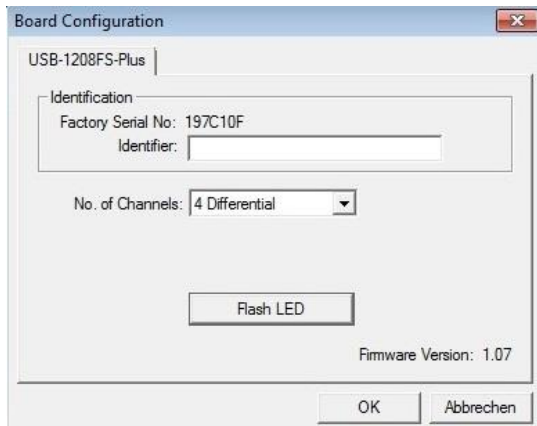 Board Configuration
USB-1208FS-Plus
Identification
Factory Serial No: 197C10F
Identifier:
No. of Channels: 4 Differential
Flash LED
Firmware Version: 1.07
OK Abbrechen